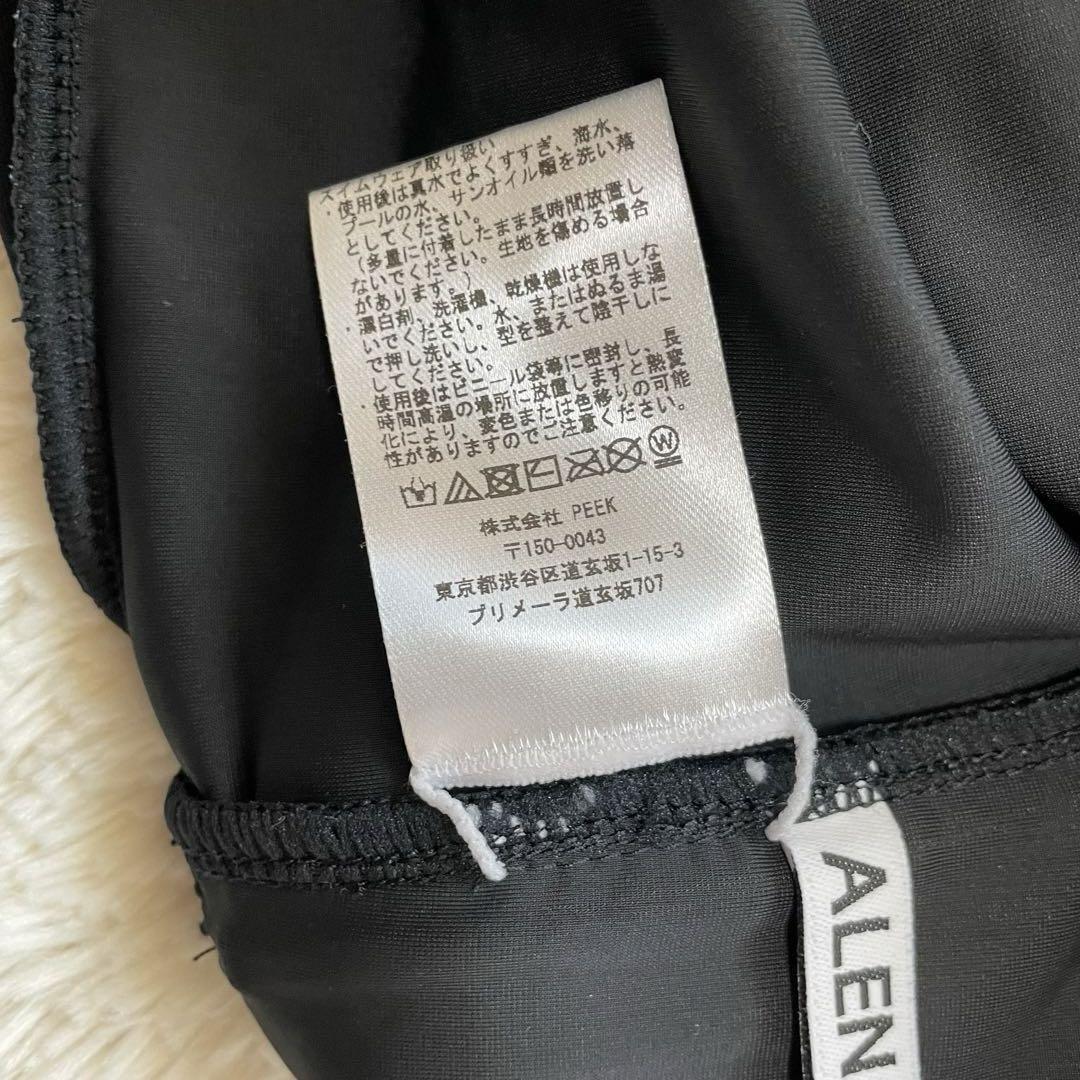 スイムウェア取り扱い
・使用後は真水でよくすすぎ、海水、
プールの水、サンオイル類を洗い落
としてください。
（多量に付着したまま長時間放置し
ないでください。生地を傷める場合
があります。）
・漂白剤、洗濯機、乾燥機は使用しな
いでください。水、またはぬるま湯
で押し洗いし、型を整えて陰干しに
してください。
・使用後はビニール袋等に密封し、長
時間高温の場所に放置しますと熱変
化により、変色または色移りの可能
性がありますのでご注意ください。
W
株式会社 PEEK
〒150-0043
東京都渋谷区道玄坂1-15-3
プリメーラ道玄坂707
ALEN